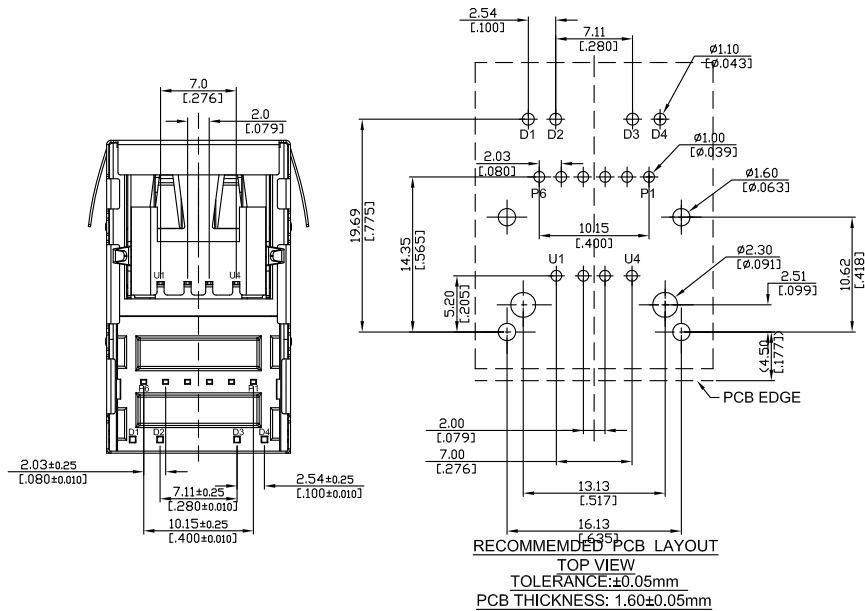 2.54
[.100]
7.11
[.280]
ø1.10
[ø.043]
7.0
[.276]
2.0
[.079]
D1
D2
D3
D4
ø1.00
[ø.039]
2.03
[.080]
P6
P1
ø1.60
[ø.063]
19.69
[.775]
14.35
[.565]
10.15
[.400]
U1
U4
ø2.30
[ø.091]
U1
U4
5.20
[.205]
2.51
[.099]
10.62
[.418]
(4.50)
[.177]
P6
P1
PCB EDGE
D1
D2
D3
D4
2.00
[.079]
7.00
[.276]
2.03±0.25
[.080±0.010]
7.11±0.25
[.280±0.010]
2.54±0.25
[.100±0.010]
13.13
[.517]
10.15±0.25
[.400±0.010]
16.13
[.635]
RECOMMEMDED PCB LAYOUT
TOP VIEW
TOLERANCE:±0.05mm
PCB THICKNESS: 1.60±0.05mm